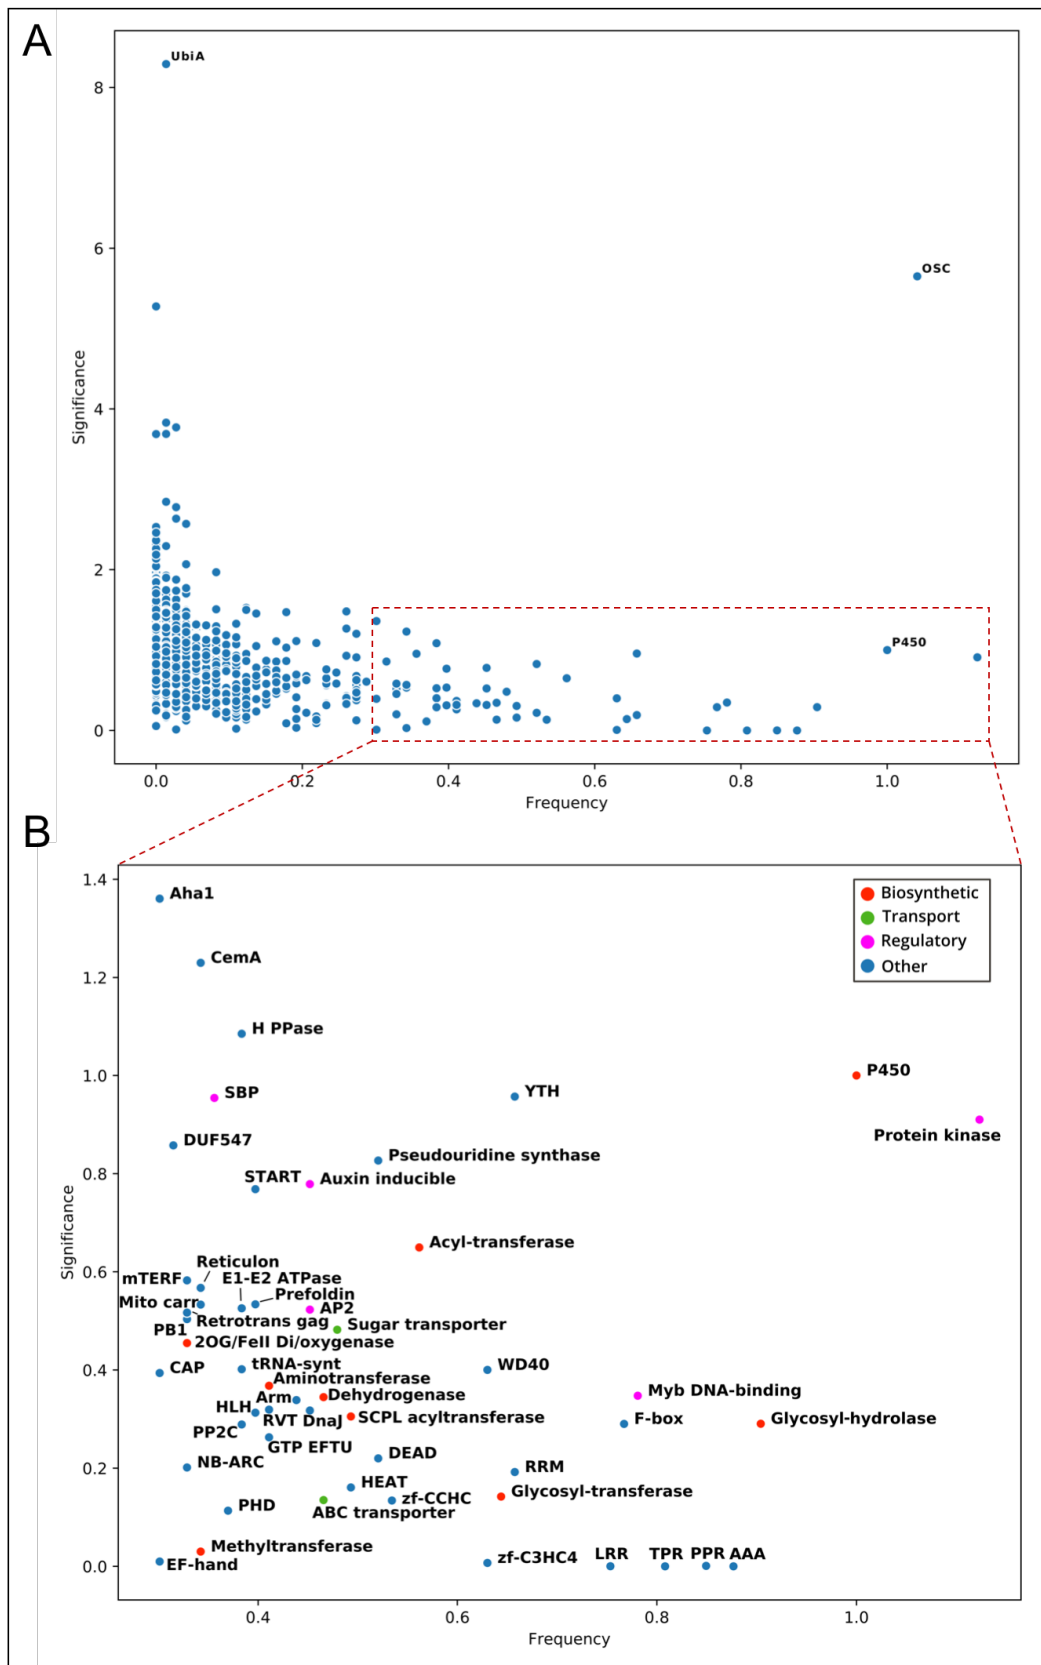 A
UbiA
8
6
OSC
4
Significance
2
P450
0
0.0 0.2 0.4 0.6 0.8 1.0
Frequency
B
1.4
Aha1
Biosynthetic
Transport
Regulatory
Other
CemA
1.2
H PPase
1.0
P450
SBP
YTH
Protein kinase
DUF547
Pseudouridine synthase
0.8
START
Auxin inducible
Significance
Acyl-transferase
0.6
Reticulon
mTERF
E1-E2 ATPase
Prefoldin
Mito carr
AP2
Retrotrans gag
Sugar transporter
PB1
2OG/FeII Di/oxygenase
0.4
CAP
tRNA-synt
WD40
Aminotransferase
Arm
Dehydrogenase
Myb DNA-binding
HLH
RVT DnaJ
SCPL acyltransferase
F-box
Glycosyl-hydrolase
PP2C
GTP EFTU
DEAD
NB-ARC
RRM
0.2
HEAT
Glycosyl-transferase
PHD
zf-CCHC
ABC transporter
Methyltransferase
EF-hand
zf-C3HC4
LRR
TPR
PPR
AAA
0.0
0.4 0.6 0.8 1.0
Frequency